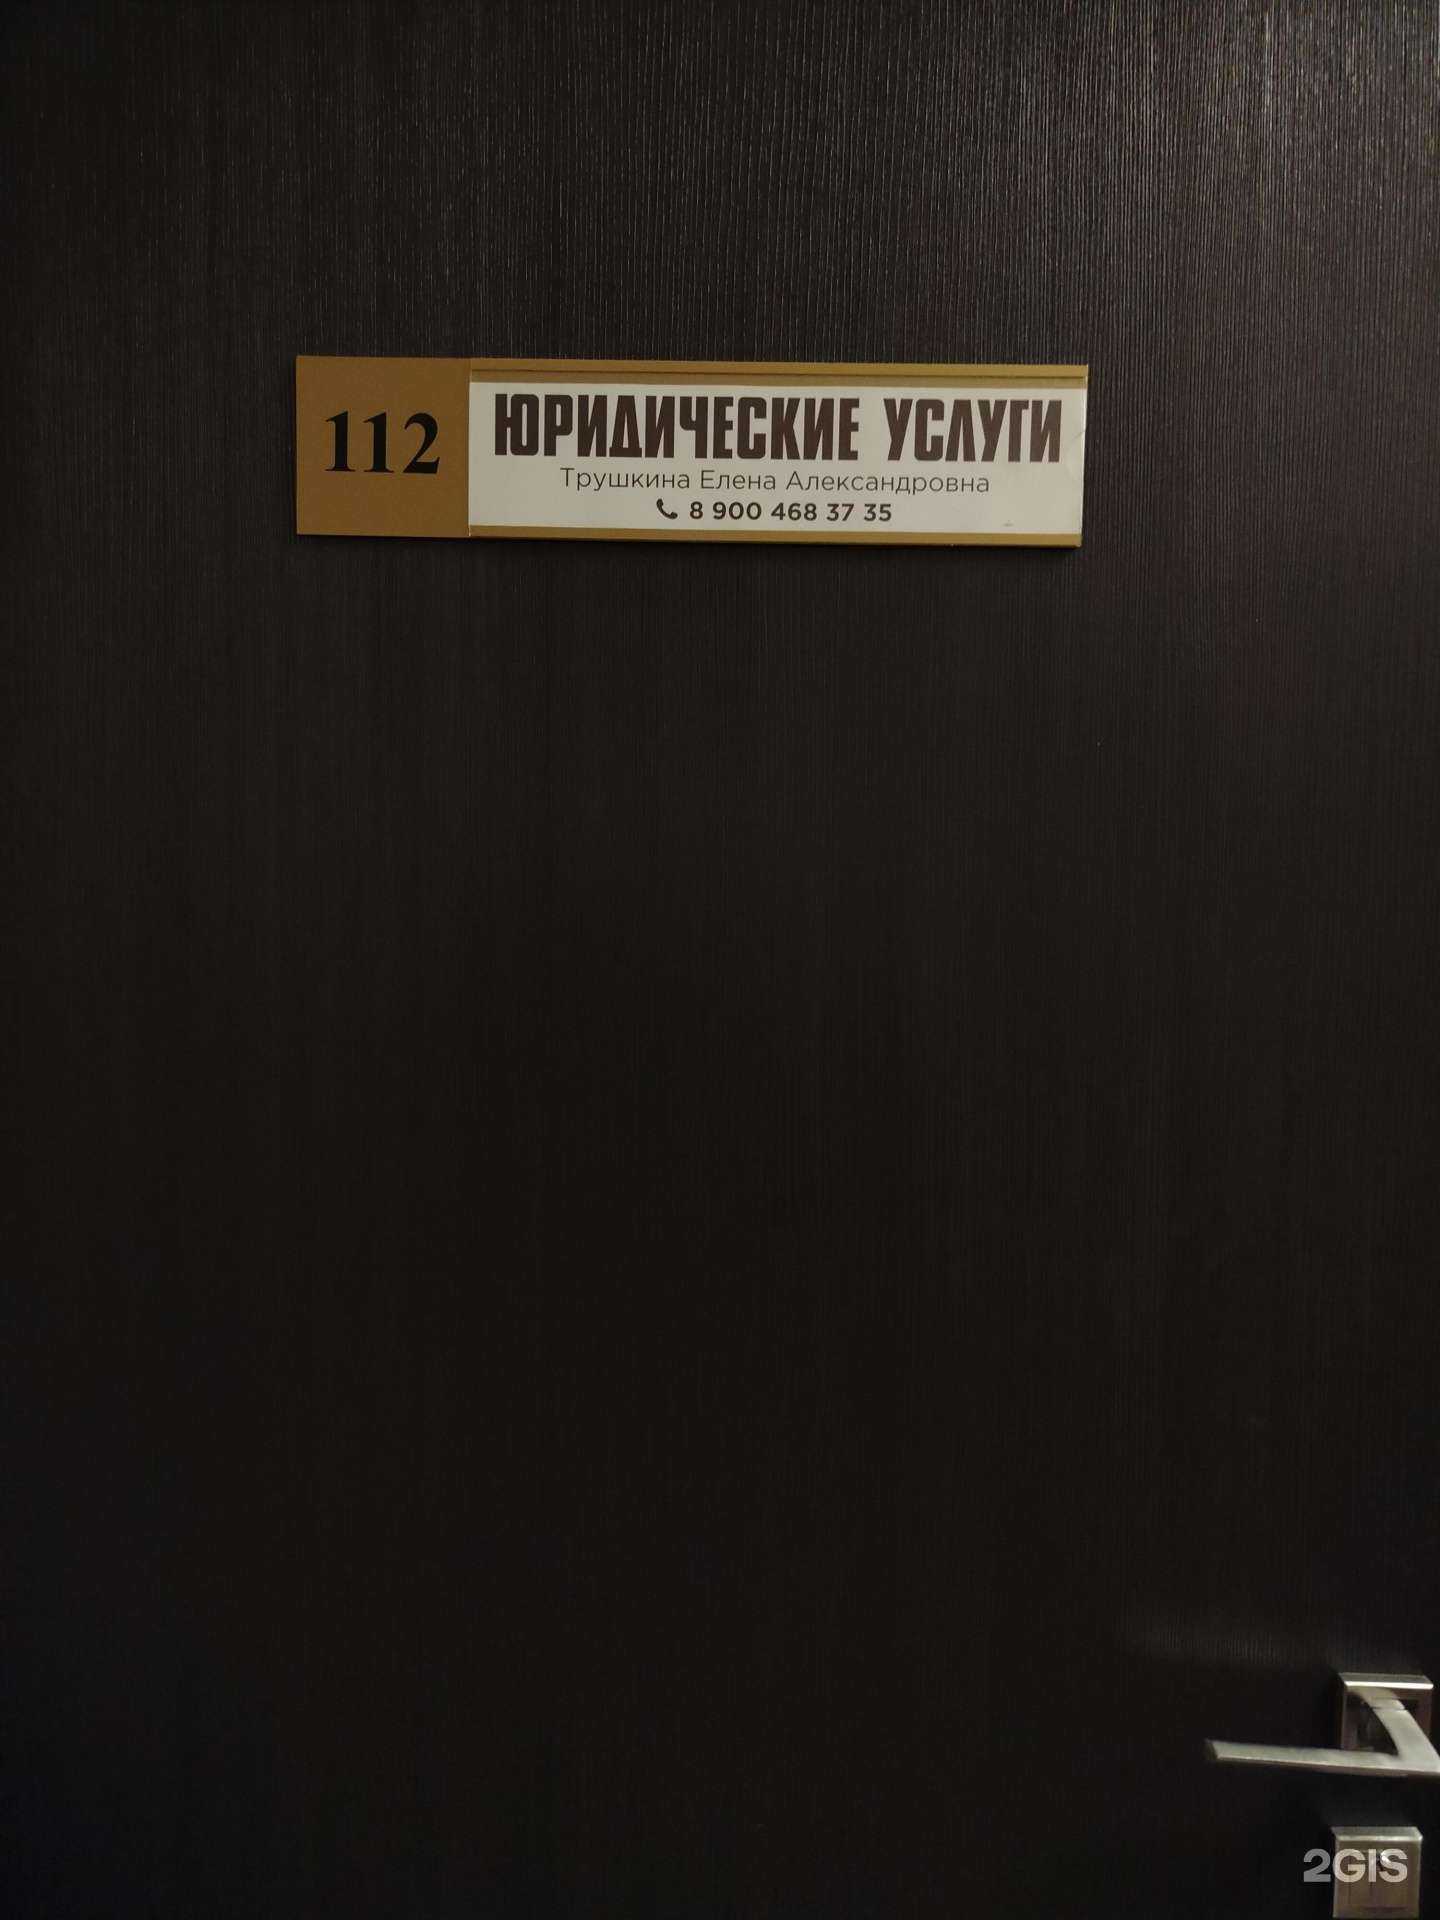 112
ЮРИДИЧЕСКИЕ УСЛУГИ
Трушкина Елена Александровна
8 900 468 37 35
2GIS